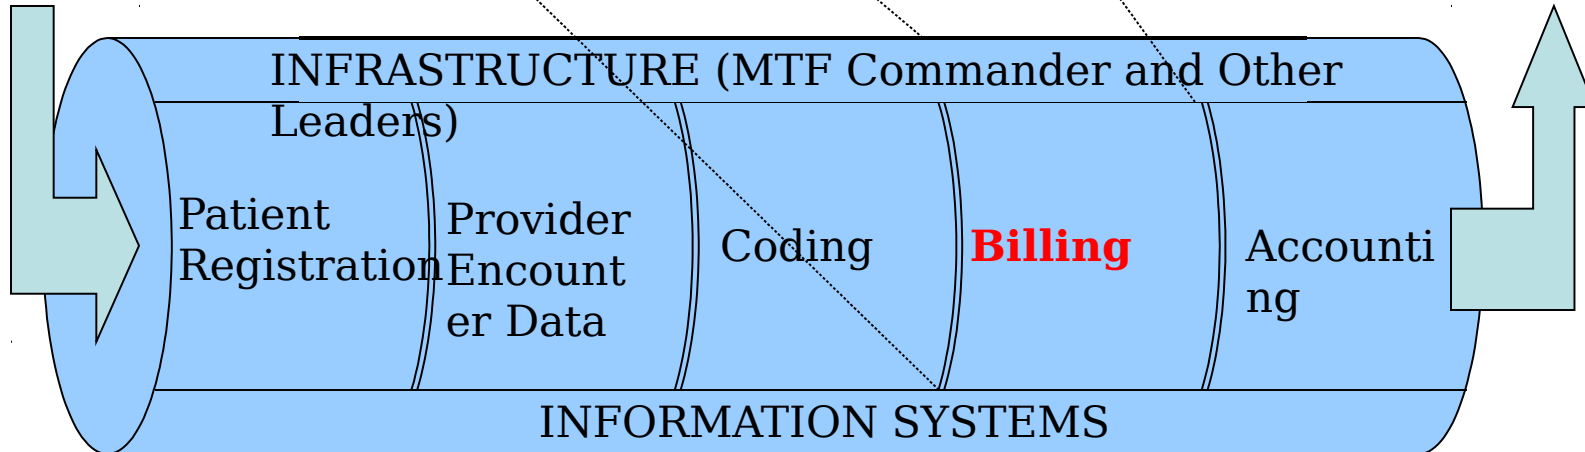 INFRASTRUCTURE (MTF Commander and Other
Leaders)
Patient
Registration
Provider
Encount
er Data
Coding
Billing
Accounti
ng
INFORMATION SYSTEMS